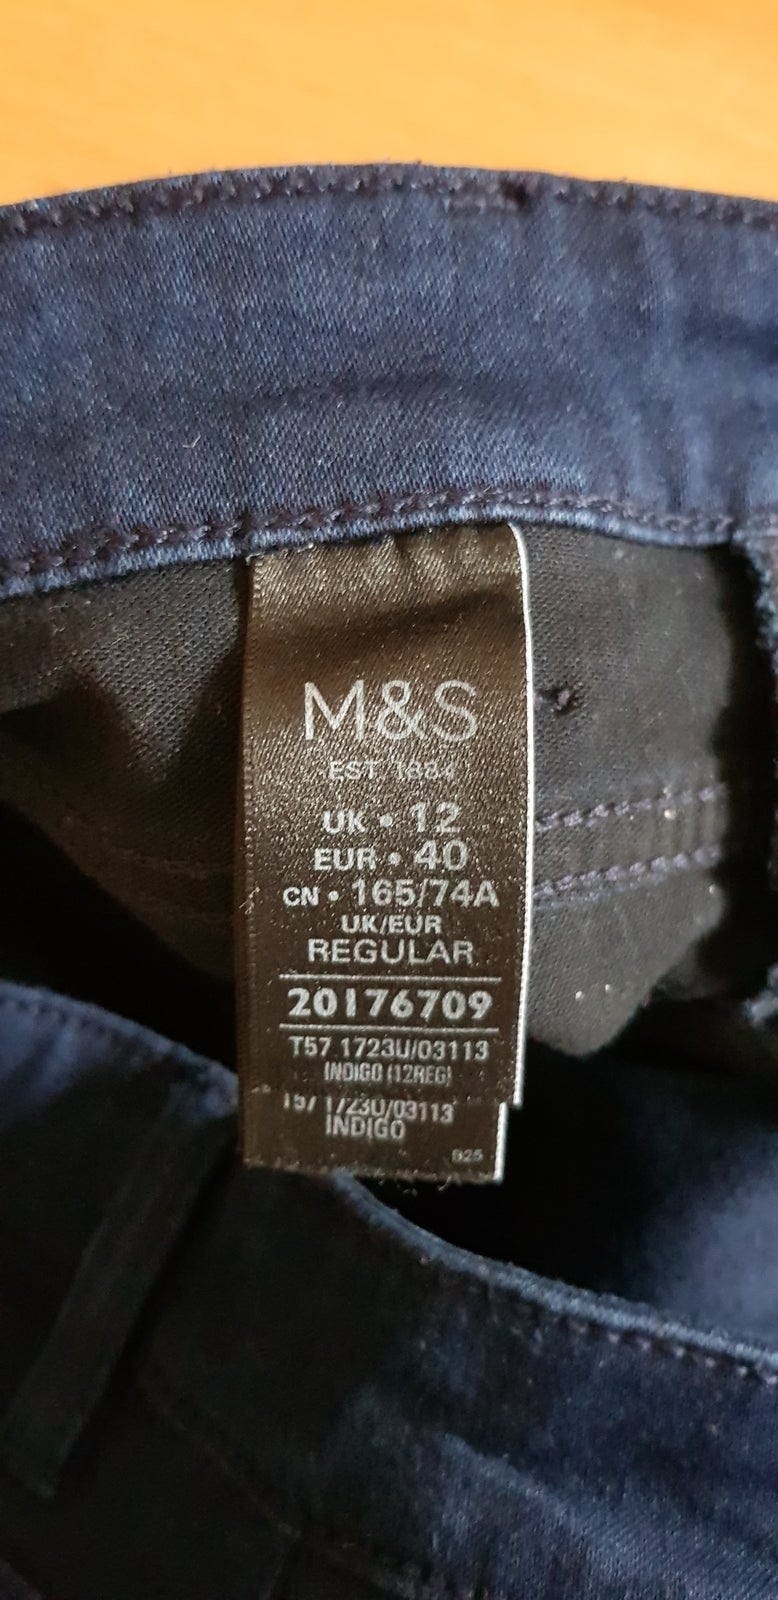 M&S
EST 1884
UK • 12
EUR • 40
CN • 165/74A
UK/EUR
REGULAR
20176709
T57 1723U/03113
INDIGO (12REG)
T57 1723U/03113
INDIGO